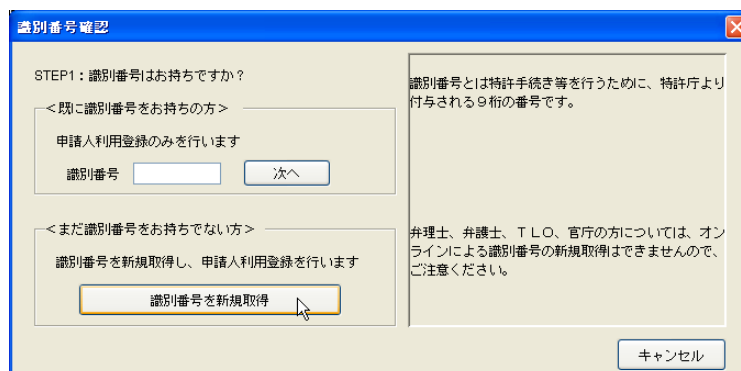 識別番号確認
STEP1：識別番号はお持ちですか？
＜既に識別番号をお持ちの方＞
申請人利用登録のみを行います
識別番号
次へ
＜まだ識別番号をお持ちでない方＞
識別番号を新規取得し、申請人利用登録を行います
識別番号を新規取得
識別番号とは特許手続き等を行うために、特許庁より
付与される９桁の番号です。
弁理士、弁護士、ＴＬＯ、官庁の方については、オン
ラインによる識別番号の新規取得はできませんので、
ご注意ください。
キャンセル